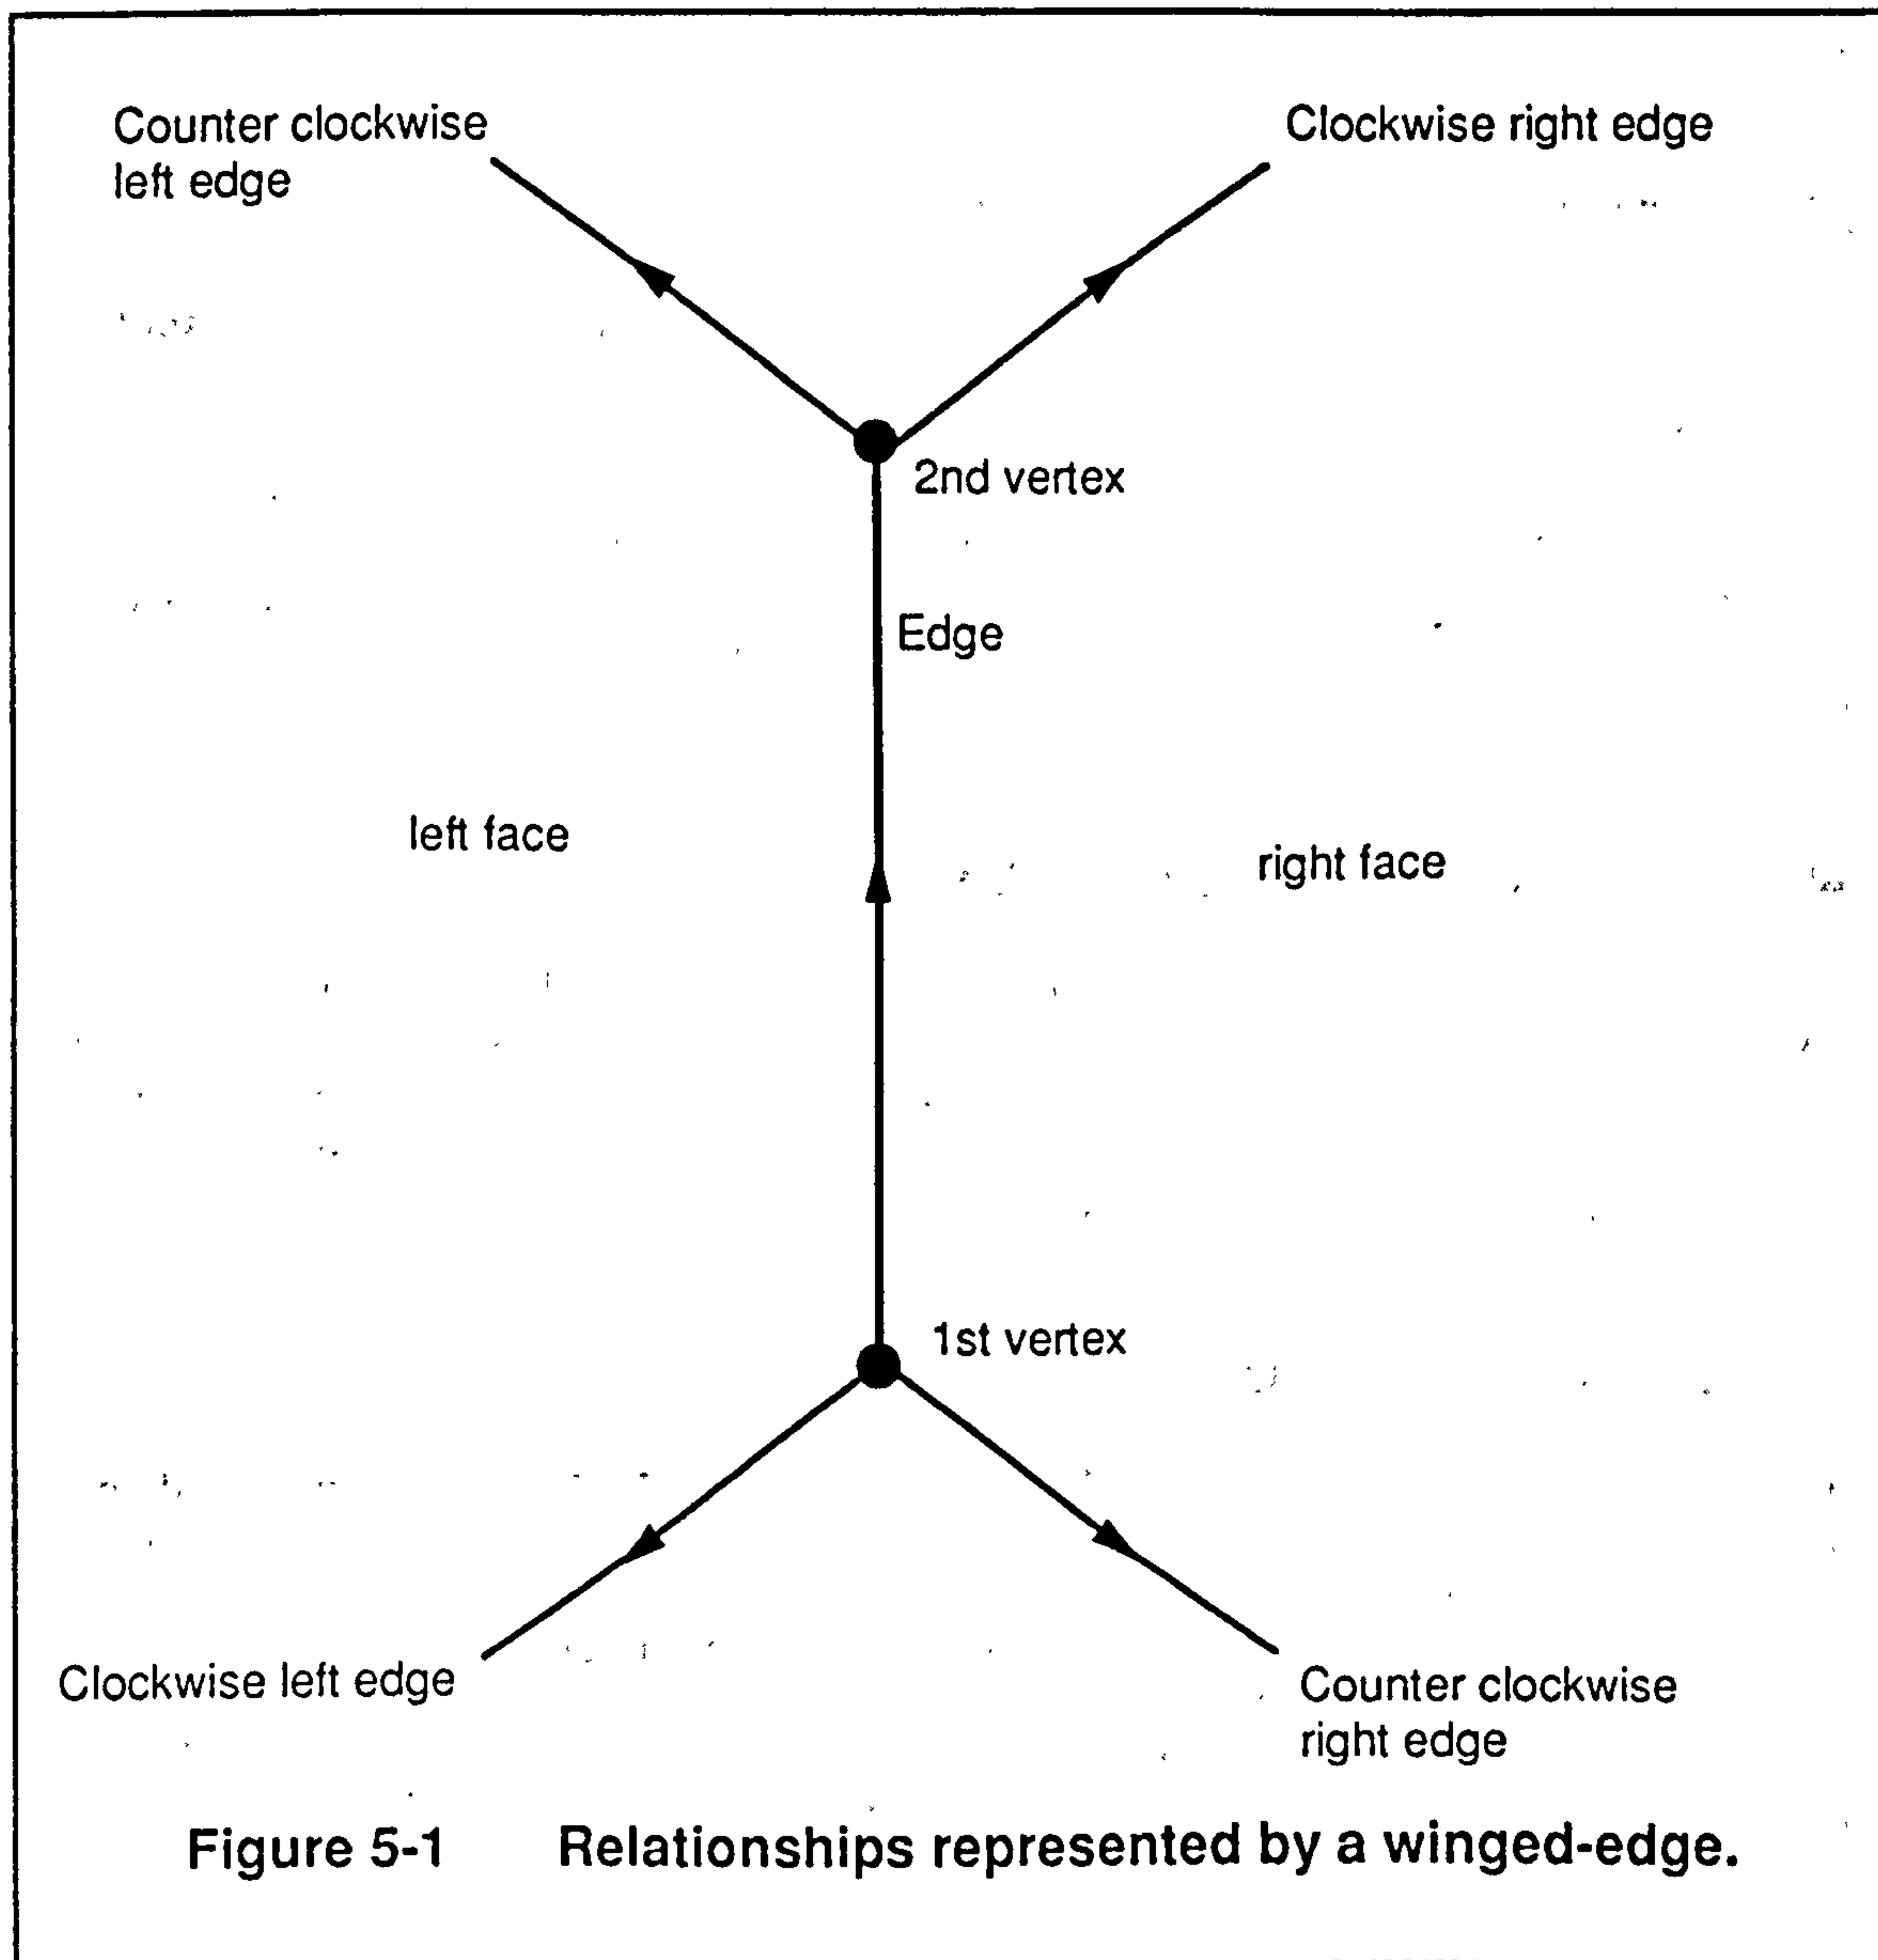 Counter clockwise
left edge
Clockwise right edge
2nd vertex
Edge
left face
right face
1st vertex
Clockwise left edge
Counter clockwise
right edge
Figure 5-1 Relationships represented by a winged-edge.